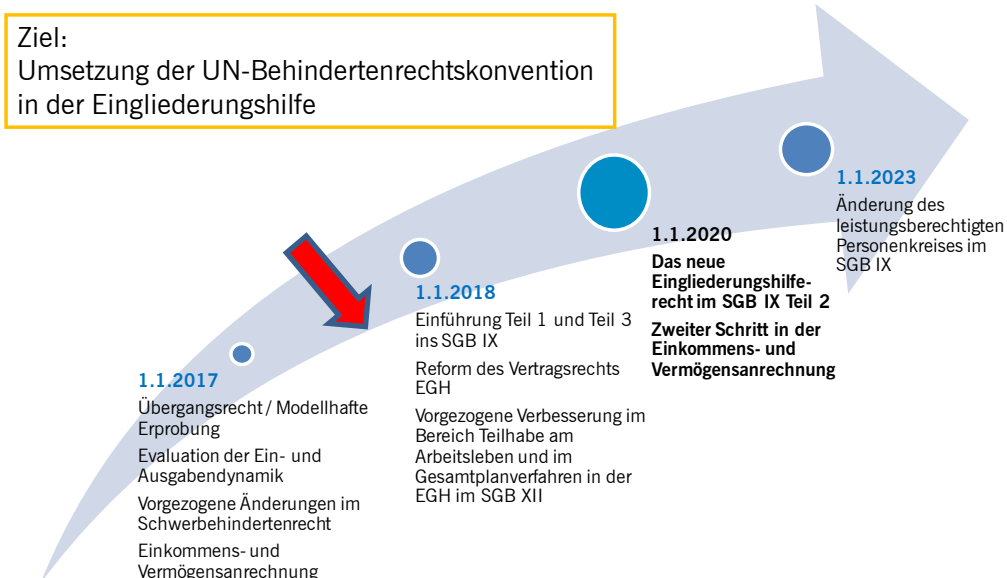 Ziel:
Umsetzung der UN-Behindertenrechtskonvention
in der Eingliederungshilfe
1.1.2017
Übergangsrecht / Modellhafte
Erprobung
Evaluation der Ein- und
Ausgabendynamik
Vorgezogene Änderungen im
Schwerbehindertenrecht
Einkommens- und
Vermögensanrechnung
1.1.2018
Einführung Teil 1 und Teil 3
ins SGB IX
Reform des Vertragsrechts
EGH
Vorgezogene Verbesserung im
Bereich Teilhabe am
Arbeitsleben und im
Gesamtplanverfahren in der
EGH im SGB XII
1.1.2020
Das neue
Eingliederungshilfe-
recht im SGB IX Teil 2
Zweiter Schritt in der
Einkommens- und
Vermögensanrechnung
1.1.2023
Änderung des
leistungsberechtigten
Personenkreises im
SGB IX